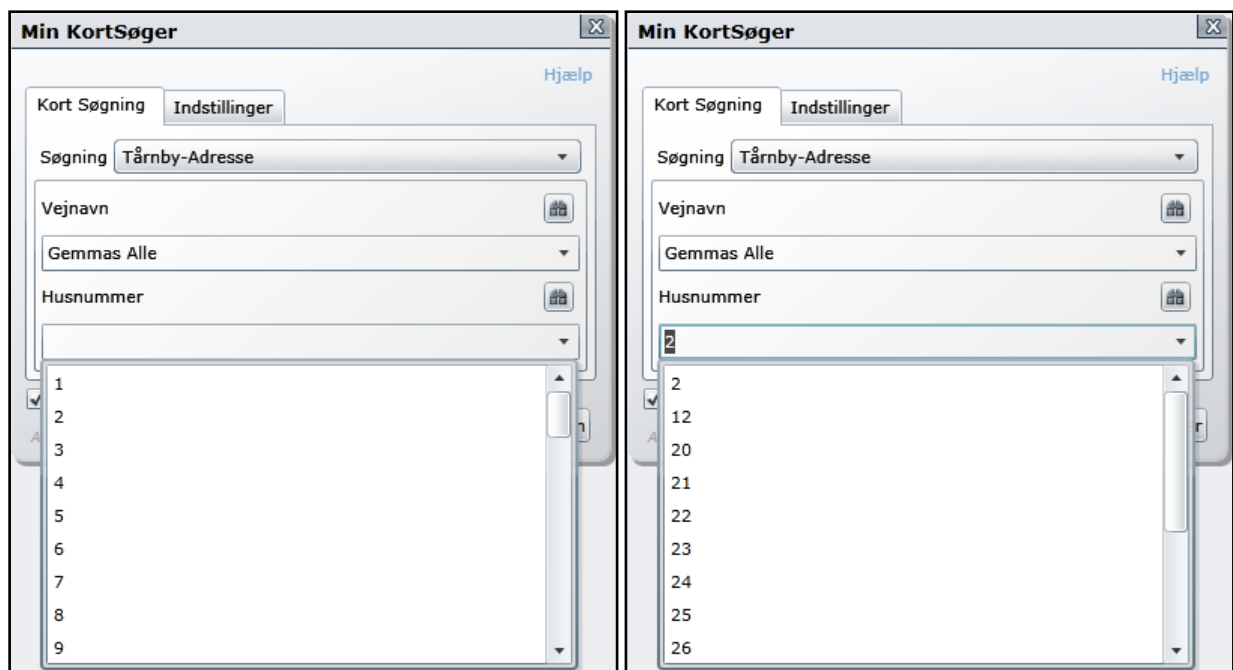 Min KortSøger
Hjælp
Kort Søgning Indstillinger
Søgning Tårnby-Adresse
Vejnavn
Gemmas Alle
Husnummer
1
2
3
4
5
6
7
8
9
A
n
Min KortSøger
Hjælp
Kort Søgning Indstillinger
Søgning Tårnby-Adresse
Vejnavn
Gemmas Alle
Husnummer
2
2
12
20
21
22
23
24
25
26
A
r